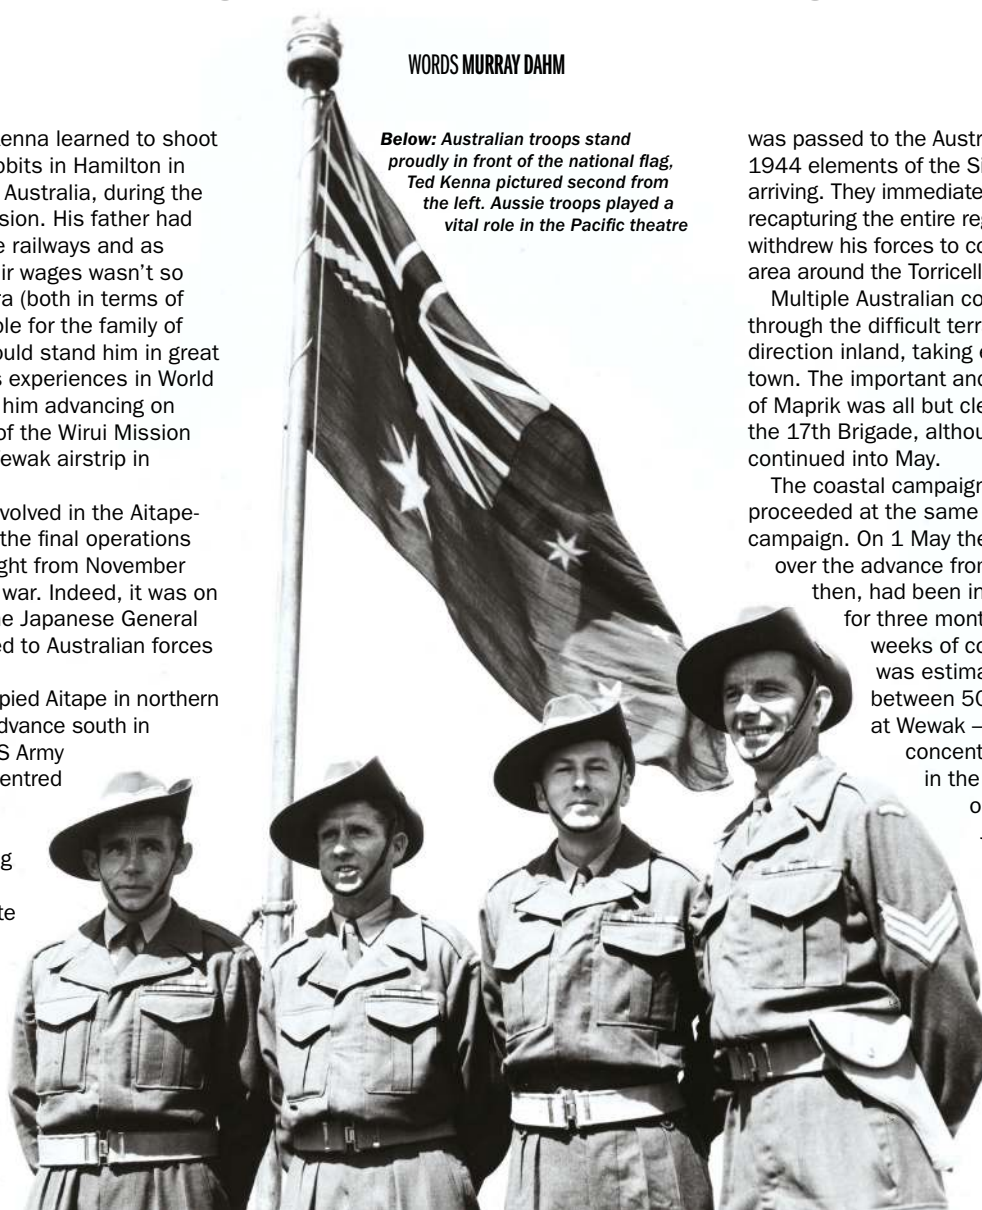 WORDS MURRAY DAHM
enna learned to shoot
bbits in Hamilton in
Australia, during the
sion. His father had
e railways and as
ir wages wasn't so
ra (both in terms of
ble for the family of
ould stand him in great
s experiences in World
him advancing on
of the Wirui Mission
ewak airstrip in
volved in the Aitape-
the final operations
ght from November
war. Indeed, it was on
he Japanese General
ed to Australian forces
pied Aitape in northern
dvance south in
S Army
entred
g
te
Below: Australian troops stand
proudly in front of the national flag,
Ted Kenna pictured second from
the left. Aussie troops played a
vital role in the Pacific theatre
was passed to the Austr
1944 elements of the Si
arriving. They immediate
recapturing the entire reg
withdrew his forces to co
area around the Torricell
Multiple Australian co
through the difficult terr
direction inland, taking e
town. The important and
of Maprik was all but cle
the 17th Brigade, althou
continued into May.
The coastal campaign
proceeded at the same
campaign. On 1 May the
over the advance from
then, had been in
for three mont
weeks of co
was estima
between 50
at Wewak –
concent
in the
o